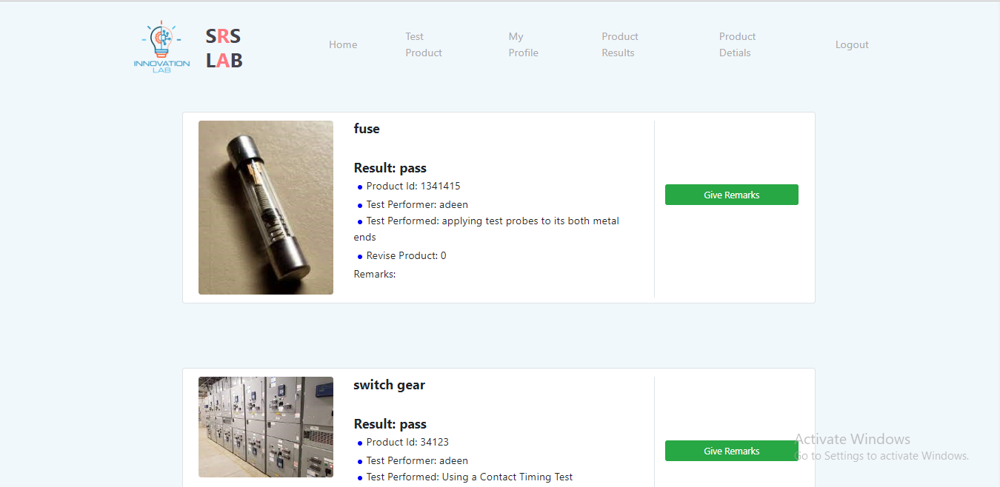 INNOVATION
LAB
SRS
LAB
Home
Test
Product
My
Profile
Product
Results
Product
Detials
Logout
fuse
Result: pass
Product Id: 1341415
Test Performer: adeen
Test Performed: applying test probes to its both metal
ends
Revise Product: 0
Remarks:
Give Remarks
switch gear
Result: pass
Product Id: 34123
Test Performer: adeen
Test Performed: Using a Contact Timing Test
Give Remarks
Activate Windows
Go to Settings to activate Windows.